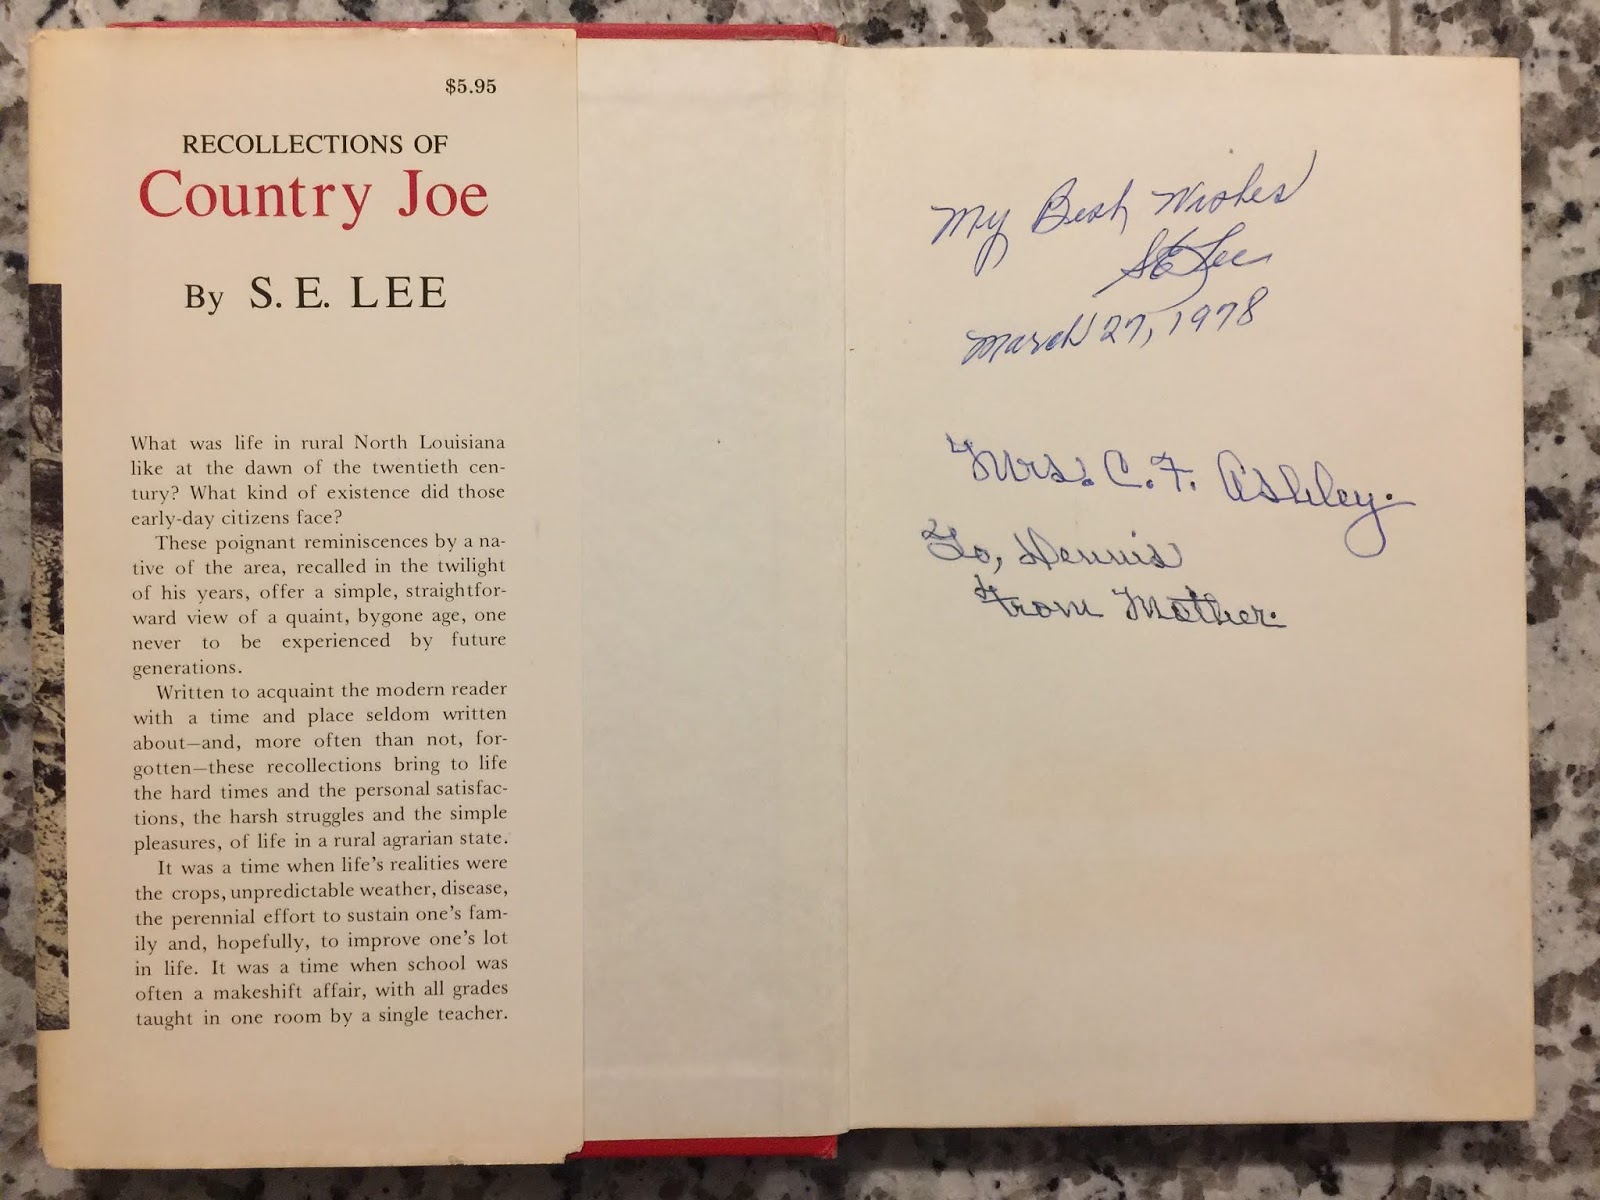 $5.95
RECOLLECTIONS OF
Country Joe
By S. E. LEE
What was life in rural North Louisiana
like at the dawn of the twentieth cen-
tury? What kind of existence did those
early-day citizens face?
These poignant reminiscences by a na-
tive of the area, recalled in the twilight
of his years, offer a simple, straightfor-
ward view of a quaint, bygone age, one
never to be experienced by future
generations.
Written to acquaint the modern reader
with a time and place seldom written
about—and, more often than not, for-
gotten—these recollections bring to life
the hard times and the personal satisfac-
tions, the harsh struggles and the simple
pleasures, of life in a rural agrarian state.
It was a time when life's realities were
the crops, unpredictable weather, disease,
the perennial effort to sustain one's fam-
ily and, hopefully, to improve one's lot
in life. It was a time when school was
often a makeshift affair, with all grades
taught in one room by a single teacher.
My Best Wishes
S E Lee
March 27, 1978
Mrs. C. F. Ashley.
To, Dennis
From Mother.